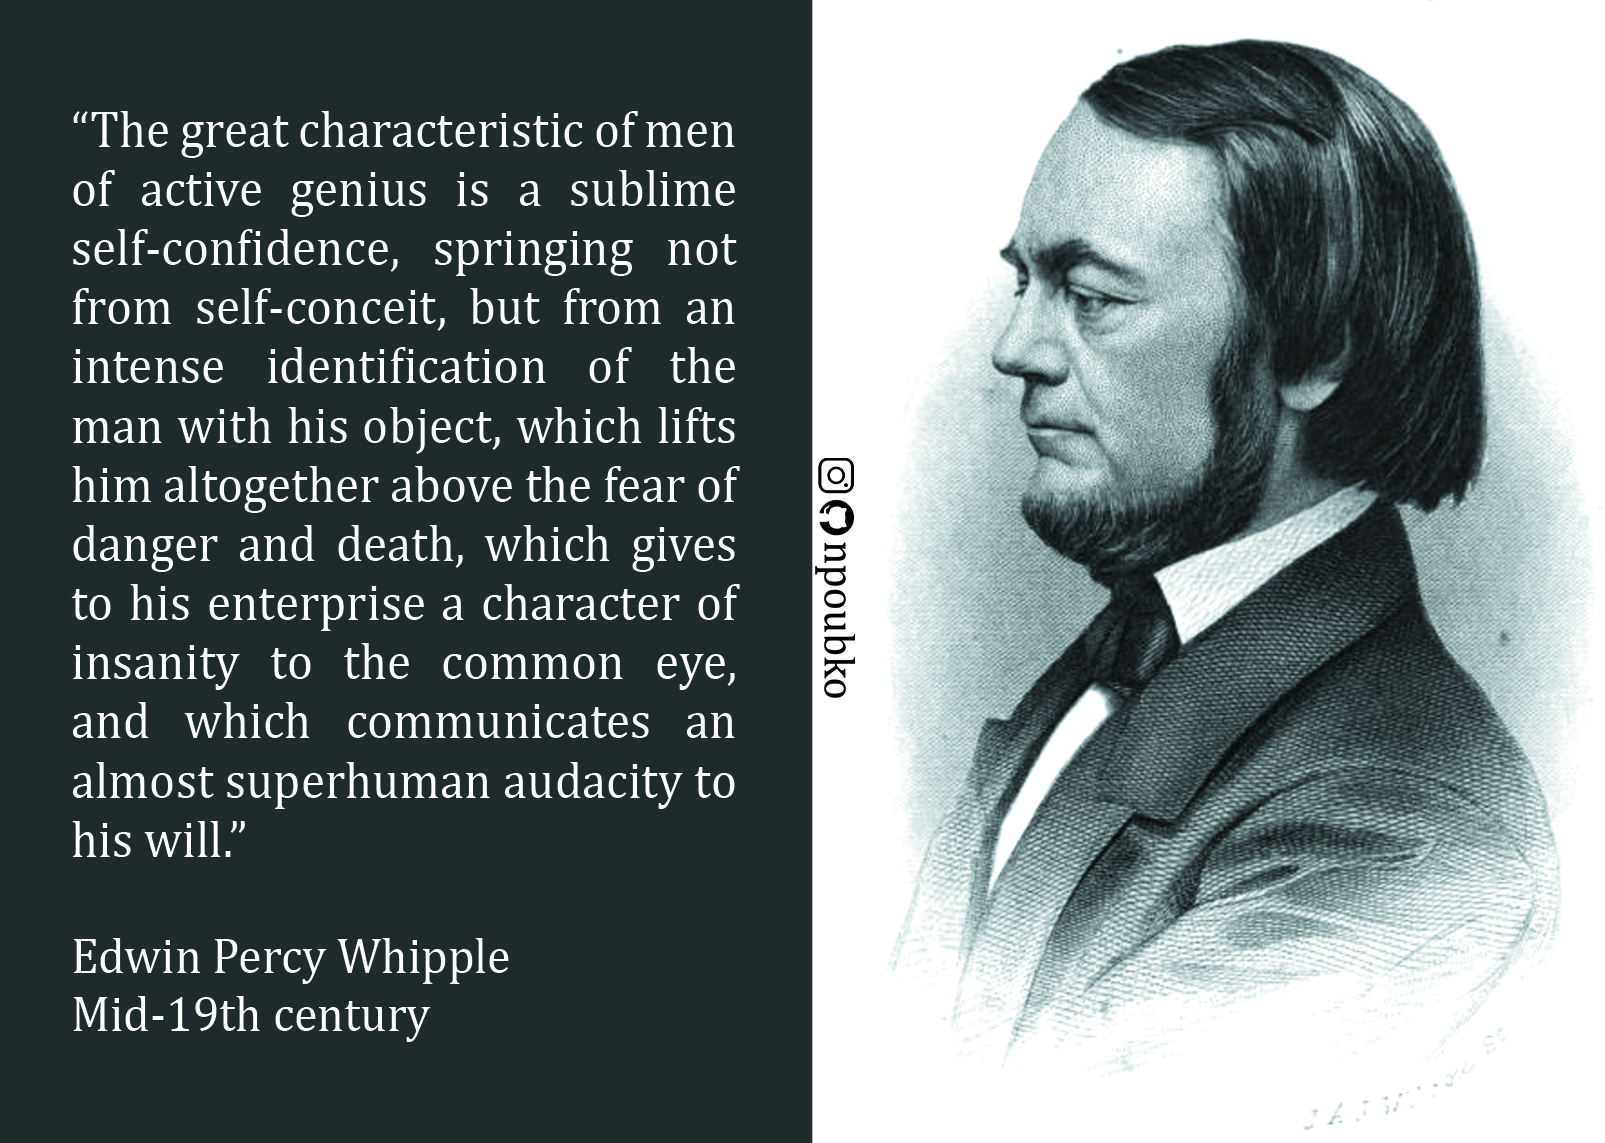 “The great characteristic of men
of active genius is a sublime
self-confidence, springing not
from self-conceit, but from an
intense identification of the
man with his object, which lifts
him altogether above the fear of
danger and death, which gives
to his enterprise a character of
insanity to the common eye,
and which communicates an
almost superhuman audacity to
his will.”
Edwin Percy Whipple
Mid-19th century
npoubko